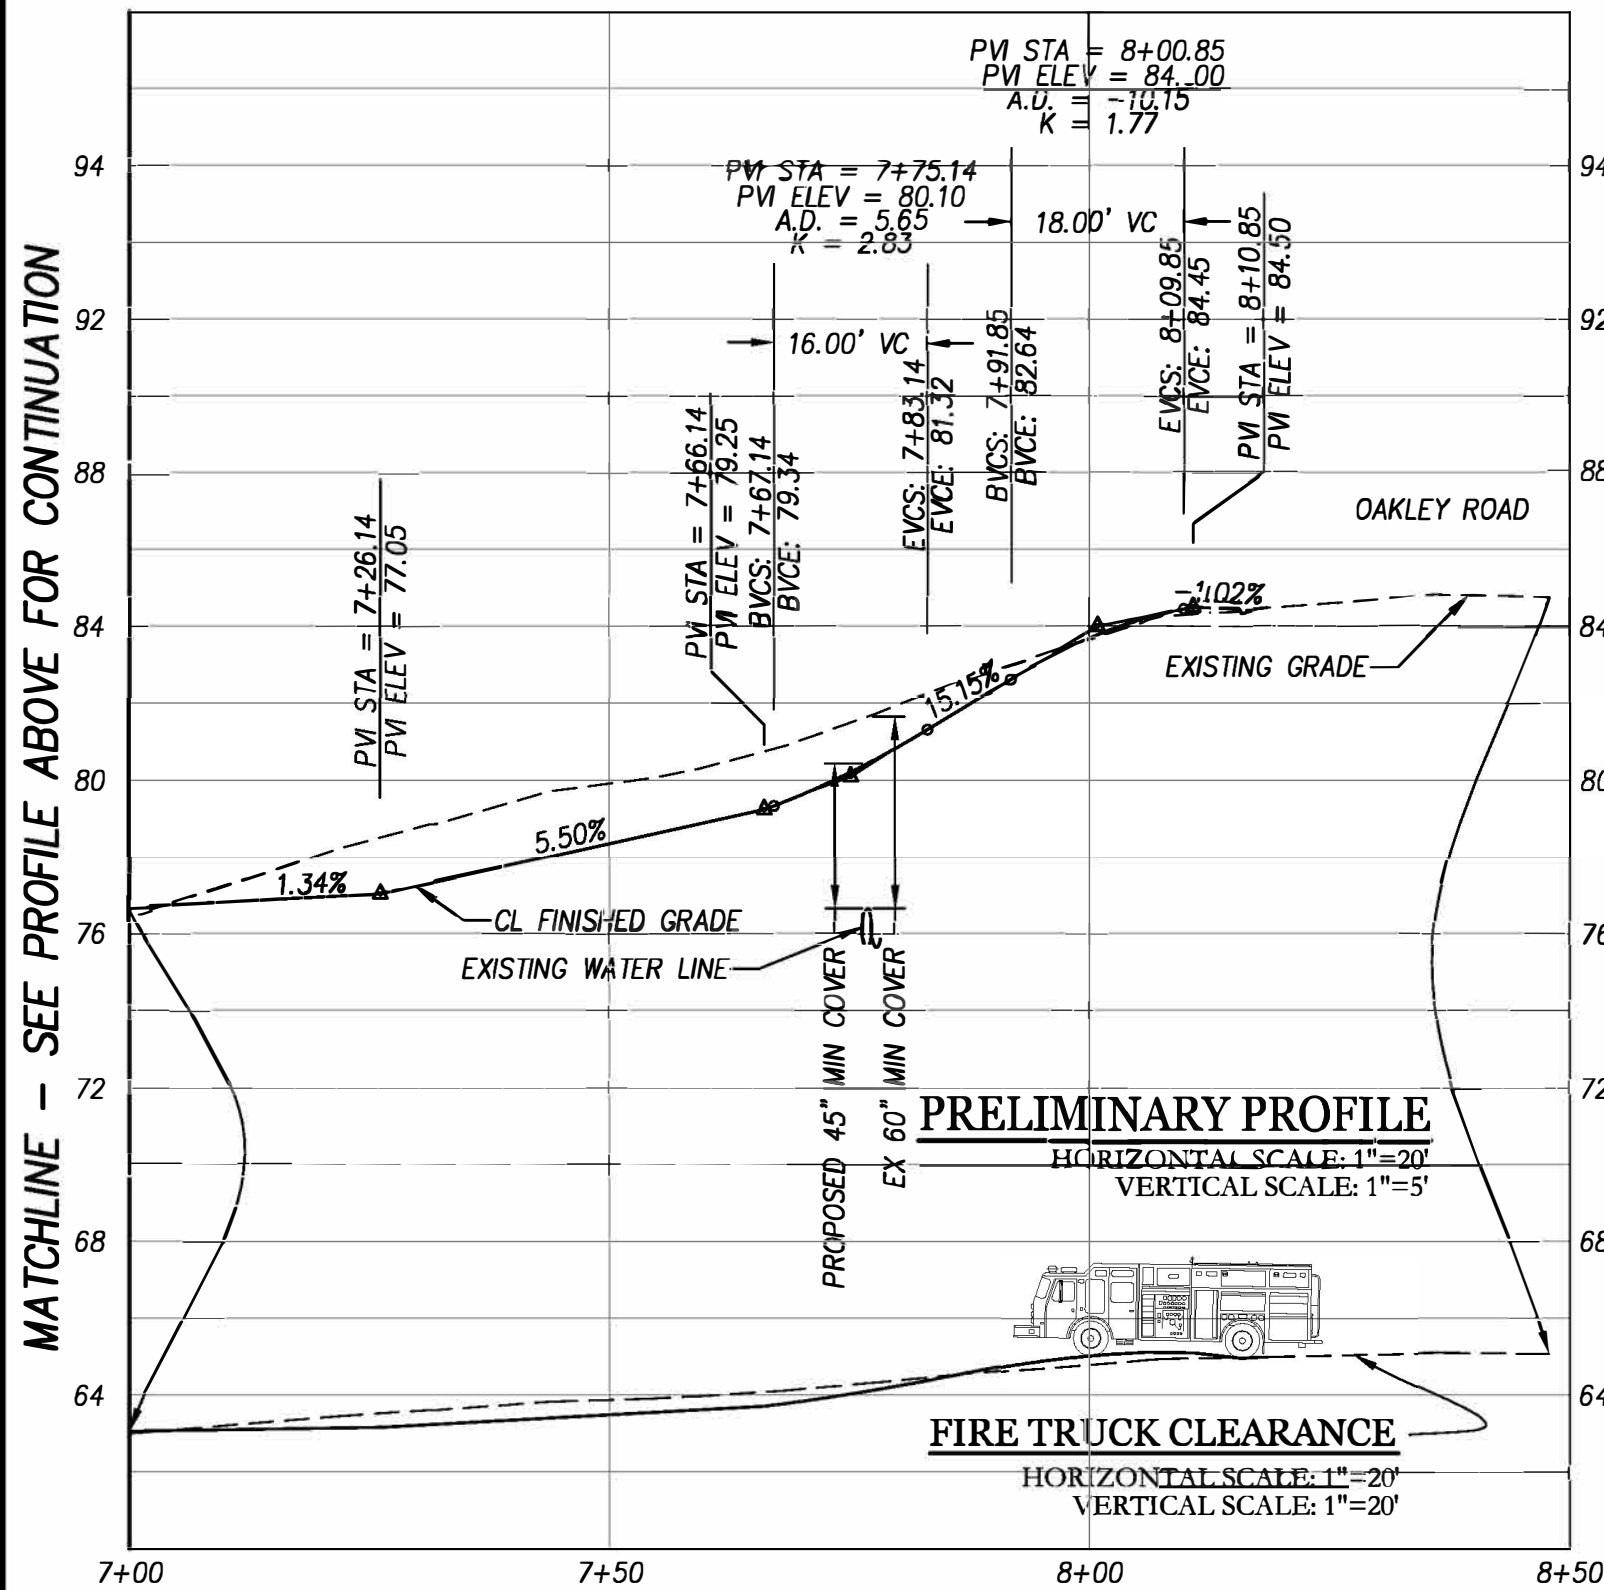 MATCHLINE - SEE PROFILE ABOVE FOR CONTINUATION
PVI STA = 8+00.85
PVI ELEV = 84.00
A.D. = -10.15
K = 1.77
PVI STA = 7+75.14
PVI ELEV = 80.10
A.D. = 5.65
K = 2.83
18.00' VC
16.00' VC
PVI STA = 7+26.14
PVI ELEV = 77.05
PVI STA = 7+66.14
PVI ELEV = 79.25
BVCS: 7+67.14
BVCE: 79.34
EVCS: 7+83.14
EVCE: 81.32
BVCS: 7+91.85
BVCE: 82.64
EVCS: 8+09.85
EVCE: 84.45
PVI STA = 8+10.85
PVI ELEV = 84.50
OAKLEY ROAD
-1.02%
EXISTING GRADE
15.15%
5.50%
1.34%
CL FINISHED GRADE
EXISTING WATER LINE
PROPOSED 45" MIN COVER
EX 60" MIN COVER
PRELIMINARY PROFILE
HORIZONTAL SCALE: 1"=20'
VERTICAL SCALE: 1"=5'
FIRE TRUCK CLEARANCE
HORIZONTAL SCALE: 1"=20'
VERTICAL SCALE: 1"=20'
94
92
88
84
80
76
72
68
64
94
92
88
84
80
76
72
68
64
7+00
7+50
8+00
8+50